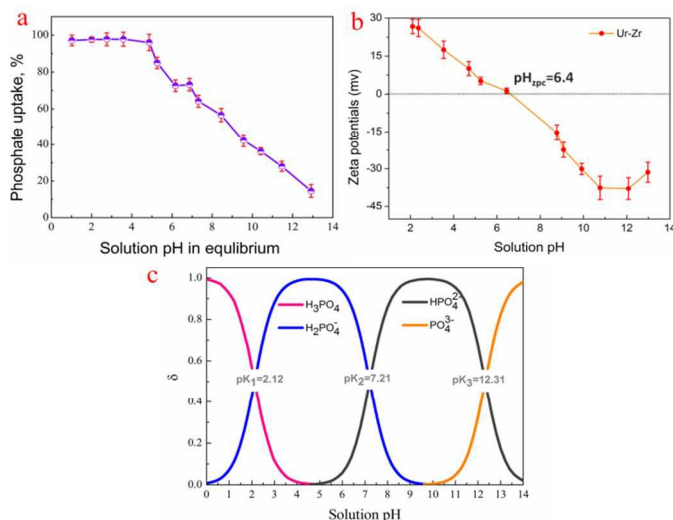 a
Phosphale uptake, %
100
80
60
40
20
0
0 2 4 6 8 10 12 14
Solution pH in equlibrium
b
Zeta potentials (mv)
30
15
0
-15
-30
-45
Ur-Zr
pHzpc=6.4
2 4 6 8 10 12 14
Solution pH
c
δ
1.0
0.8
0.6
0.4
0.2
0.0
H₃PO₄
H₂PO₄⁻
HPO₄²⁻
PO₄³⁻
pK₁=2.12
pK₂=7.21
pK₃=12.31
0 1 2 3 4 5 6 7 8 9 10 11 12 13 14
Solution pH